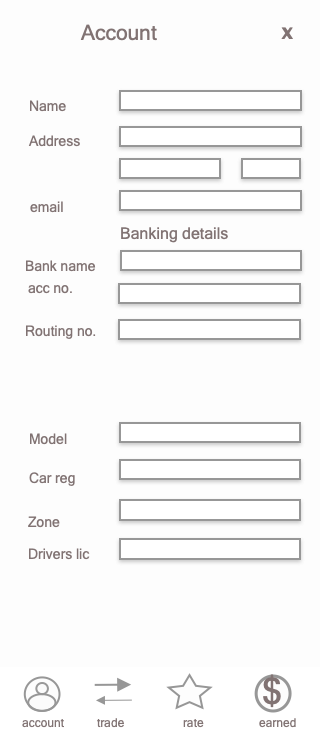 Account x
Name
Address
email
Banking details
Bank name
acc no.
Routing no.
Model
Car reg
Zone
Drivers lic
$
account trade rate earned